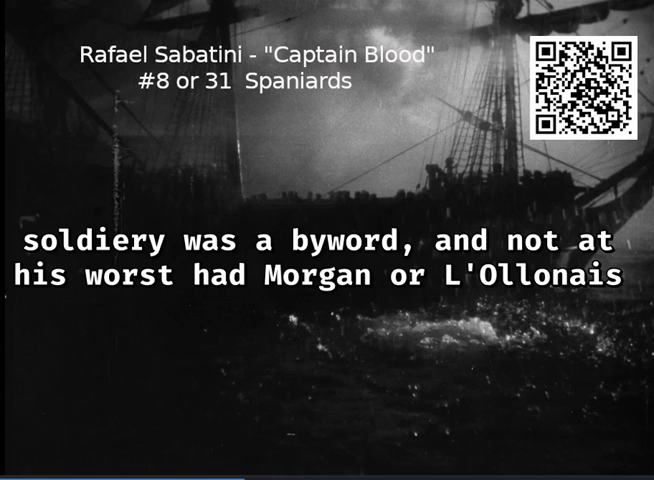 Rafael Sabatini - "Captain Blood"
#8 or 31  Spaniards
soldiery was a byword, and not at
his worst had Morgan or L'Ollonais